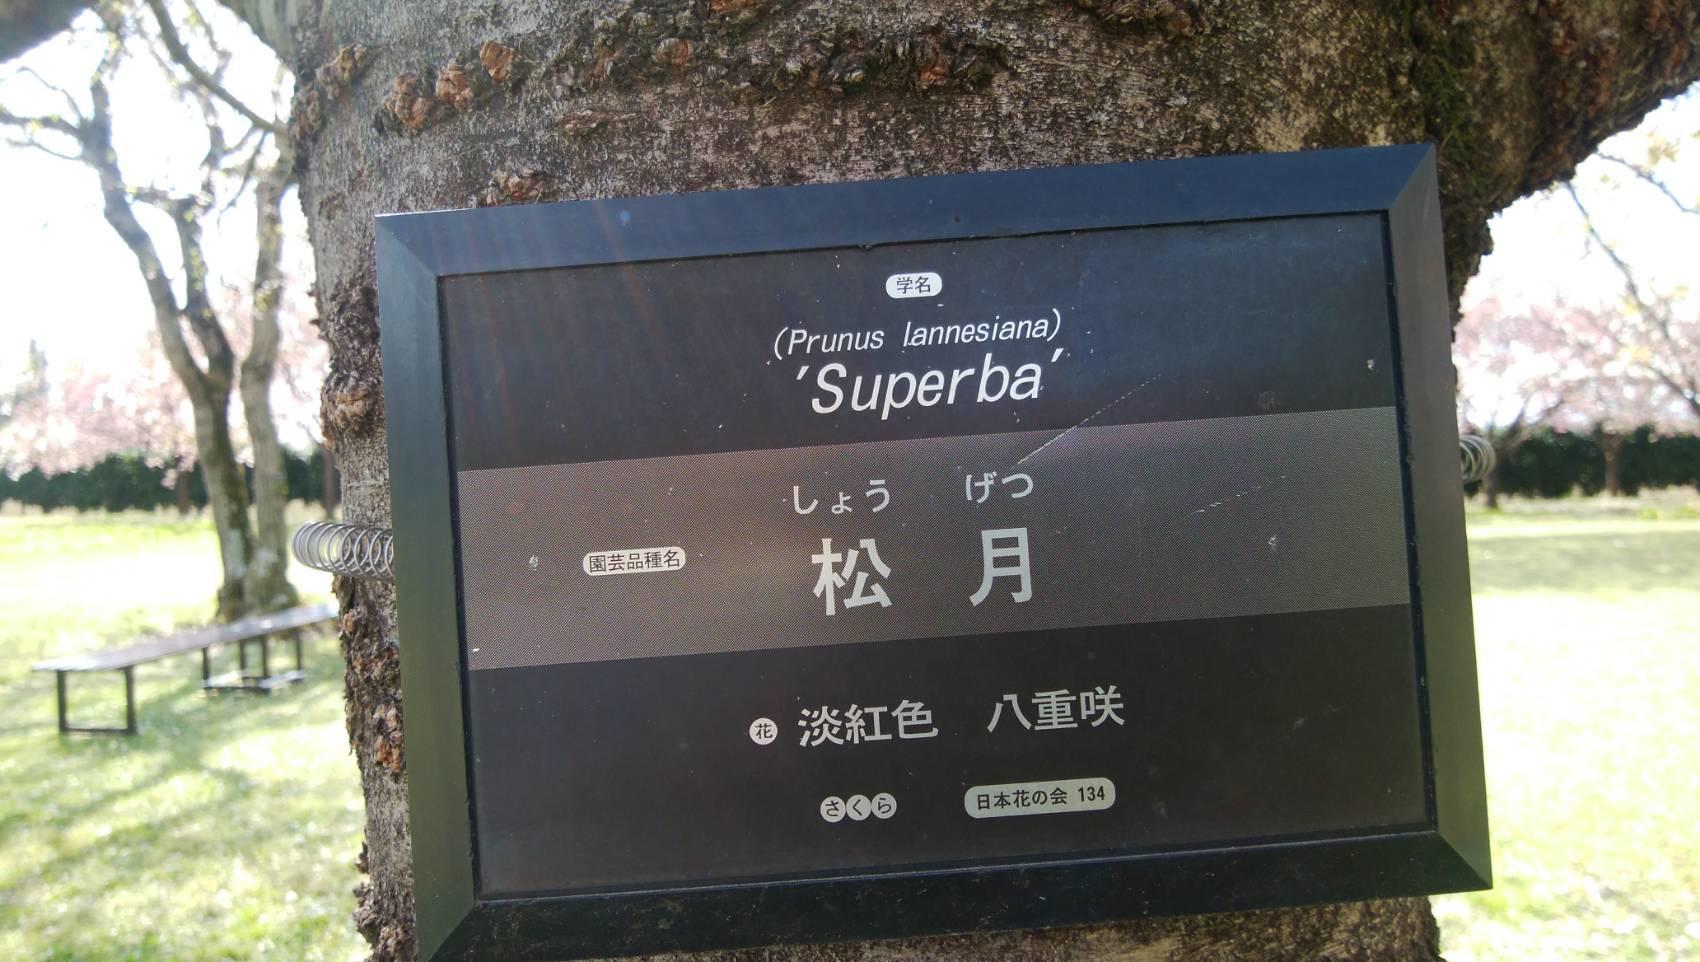 学名
(Prunus lannesiana)
'Superba'
しょう げつ
園芸品種名 松 月
花 淡紅色 八重咲
さくら 日本花の会 134